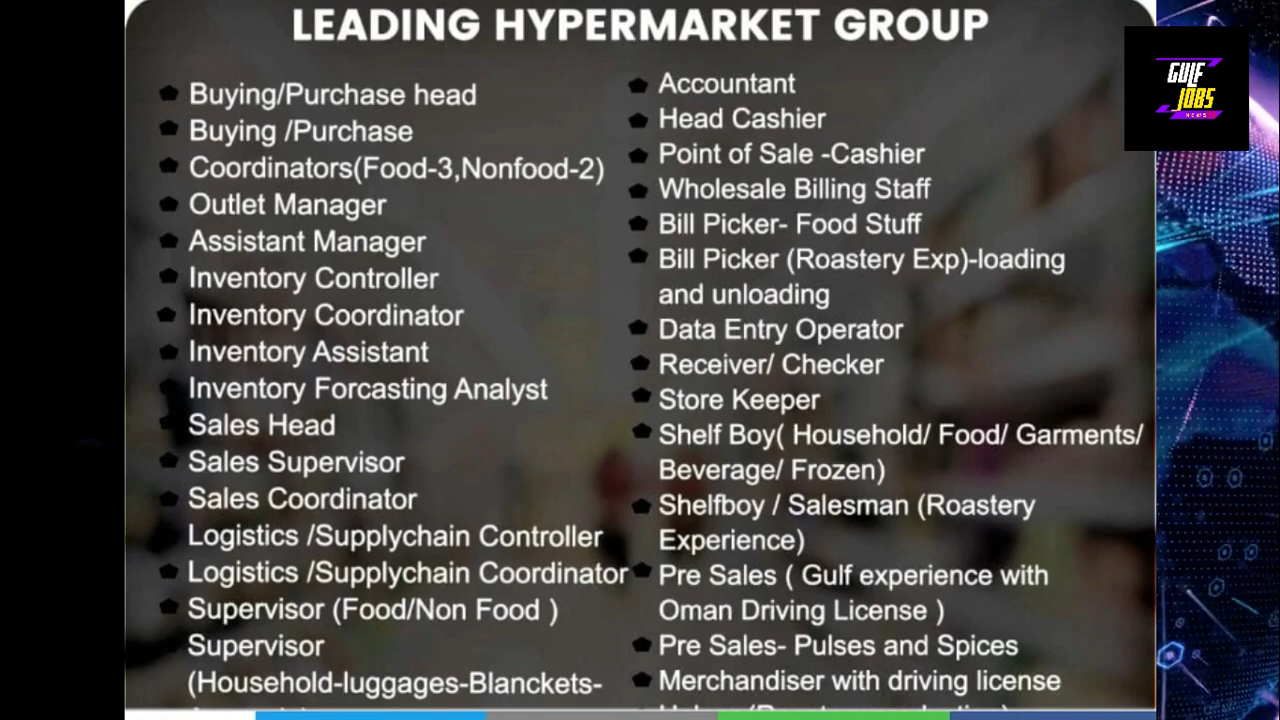 LEADING HYPERMARKET GROUP
Buying/Purchase head
Buying /Purchase
Coordinators(Food-3,Nonfood-2)
Outlet Manager
Assistant Manager
Inventory Controller
Inventory Coordinator
Inventory Assistant
Inventory Forcasting Analyst
Sales Head
Sales Supervisor
Sales Coordinator
Logistics /Supplychain Controller
Logistics /Supplychain Coordinator
Supervisor (Food/Non Food )
Supervisor
(Household-luggages-Blanckets-
Accountant
Head Cashier
Point of Sale -Cashier
Wholesale Billing Staff
Bill Picker- Food Stuff
Bill Picker (Roastery Exp)-loading
and unloading
Data Entry Operator
Receiver/ Checker
Store Keeper
Shelf Boy( Household/ Food/ Garments/
Beverage/ Frozen)
Shelfboy / Salesman (Roastery
Experience)
Pre Sales ( Gulf experience with
Oman Driving License )
Pre Sales- Pulses and Spices
Merchandiser with driving license
GULF
JOBS
NEWS